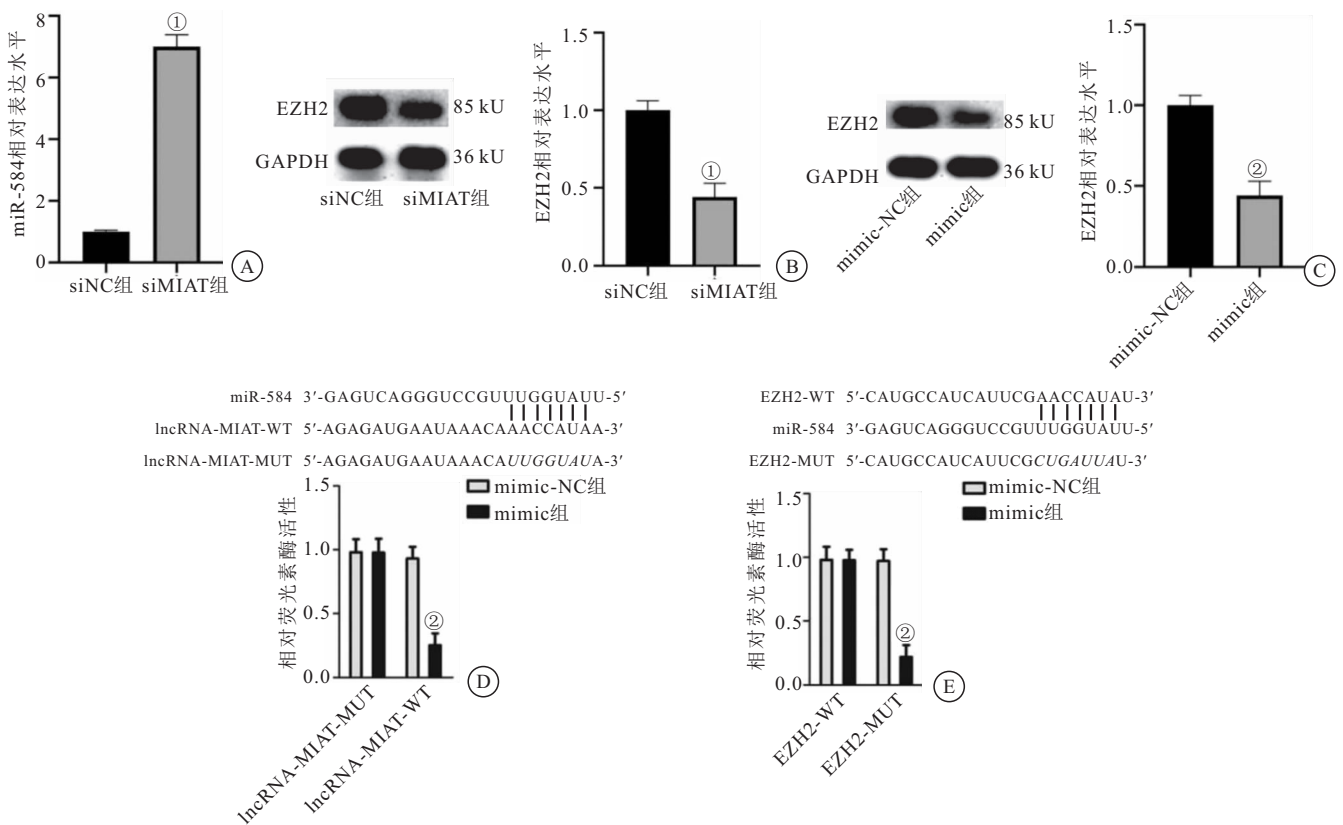 8
6
4
2
0
miR-584相对表达水平
①
siNC组 siMIAT组
A
EZH2 85 kU
GAPDH 36 kU
siNC组 siMIAT组
1.5
1.0
0.5
0.0
EZH2相对表达水平
①
siNC组 siMIAT组
B
EZH2 85 kU
GAPDH 36 kU
mimic-NC组 mimic组
1.5
1.0
0.5
0.0
EZH2相对表达水平
②
mimic-NC组 mimic组
C
miR-584 3′-GAGUCAGGGUCCGUUUGGUAUU-5′
lncRNA-MIAT-WT 5′-AGAGAUGAAUAAACAAACCAUAA-3′
lncRNA-MIAT-MUT 5′-AGAGAUGAAUAAACAUUGGUAUA-3′
mimic-NC组
mimic组
1.5
1.0
0.5
0.0
相对荧光素酶活性
②
lncRNA-MIAT-MUT lncRNA-MIAT-WT
D
EZH2-WT 5′-CAUGCCAUCAUUCGAACCAUAU-3′
miR-584 3′-GAGUCAGGGUCCGUUUGGUAUU-5′
EZH2-MUT 5′-CAUGCCAUCAUUCGCUGAUUAU-3′
mimic-NC组
mimic组
1.5
1.0
0.5
0.0
相对荧光素酶活性
②
EZH2-WT EZH2-MUT
E